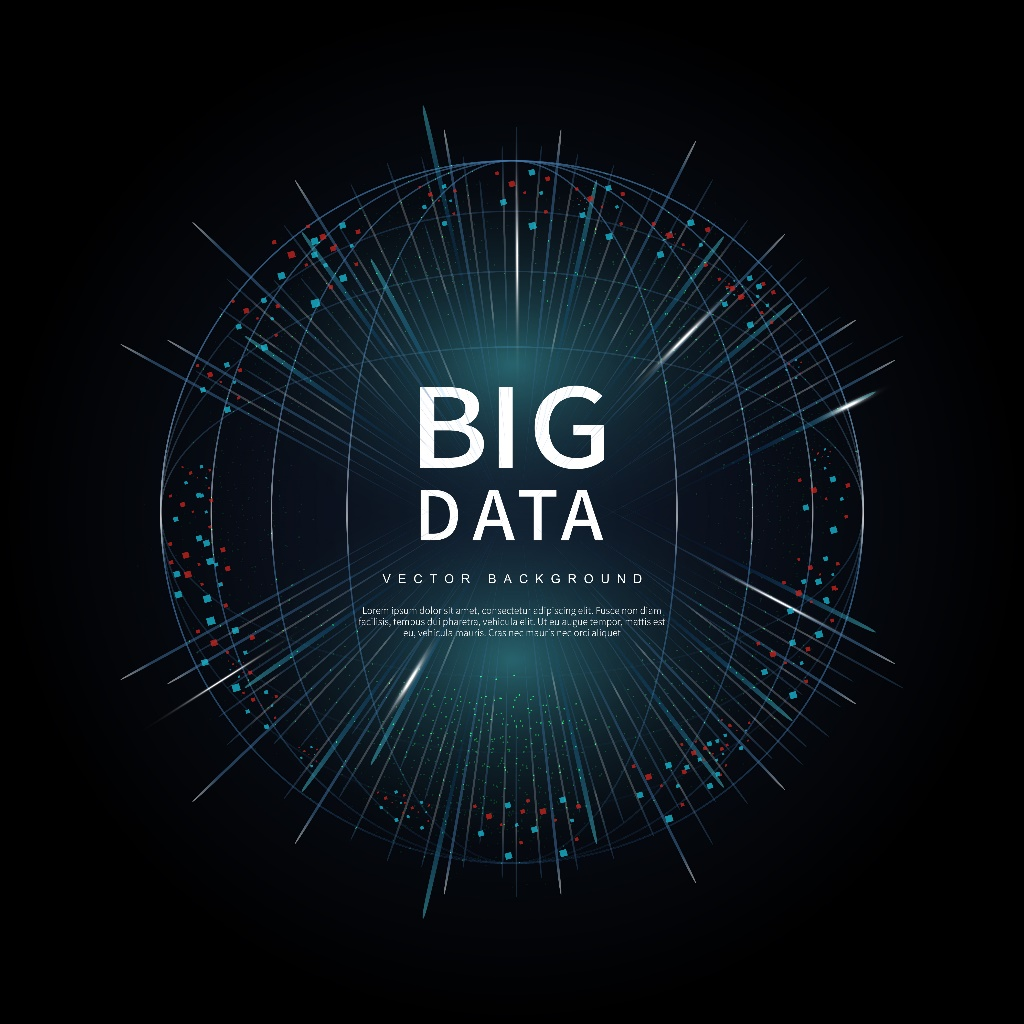 BIG
DATA
VECTOR BACKGROUND
Lorem ipsum dolor sit amet, consectetur adipiscing elit. Fusce non diam
facilisis, tempus dui pharetra, vehicula elit. Ut eu augue tempor, mattis est
eu, vehicula mauris. Cras nec mauris nec orci aliquet